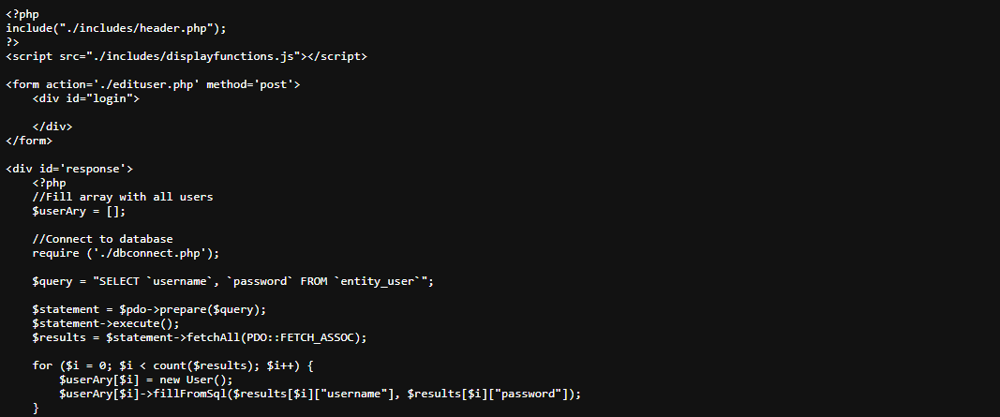 <?php
include("./includes/header.php");
?>
<script src="./includes/displayfunctions.js"></script>

<form action='./edituser.php' method='post'>
    <div id="login">

    </div>
</form>

<div id='response'>
    <?php
    //Fill array with all users
    $userAry = [];

    //Connect to database
    require ('./dbconnect.php');

    $query = "SELECT `username`, `password` FROM `entity_user`";

    $statement = $pdo->prepare($query);
    $statement->execute();
    $results = $statement->fetchAll(PDO::FETCH_ASSOC);

    for ($i = 0; $i < count($results); $i++) {
        $userAry[$i] = new User();
        $userAry[$i]->fillFromSql($results[$i]["username"], $results[$i]["password"]);
    }